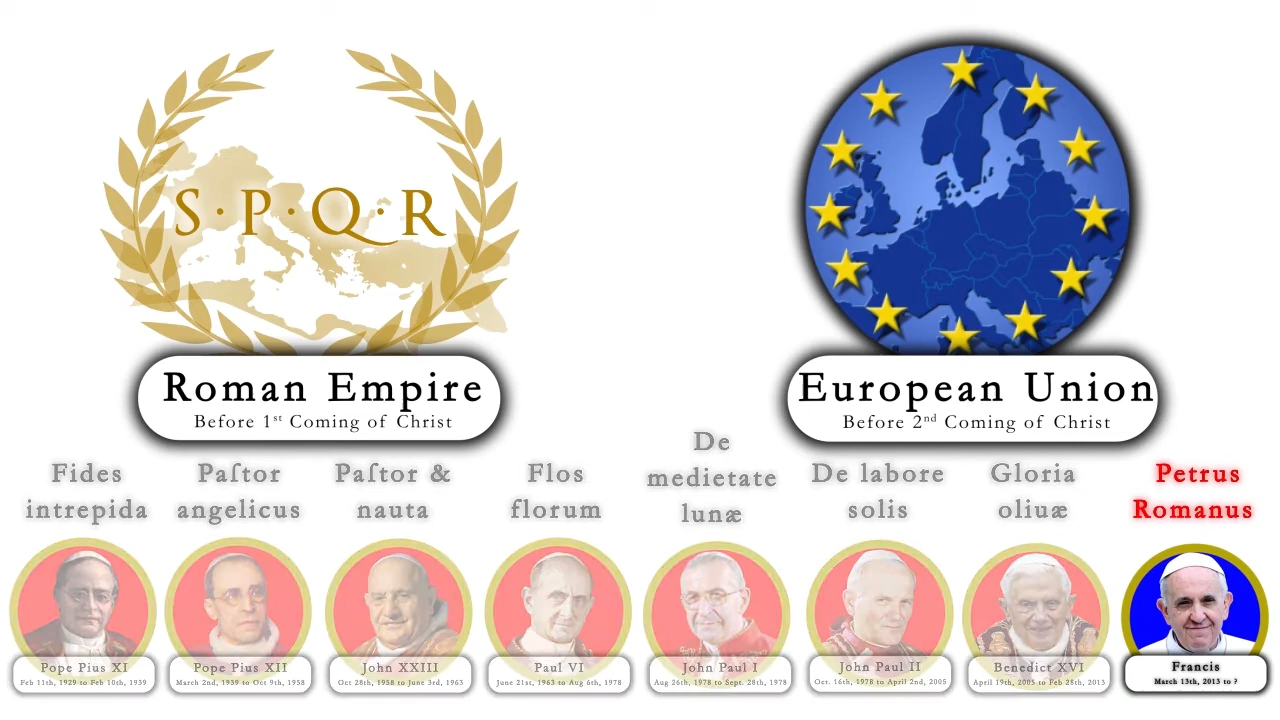 S·P·Q·R
Roman Empire
Before 1st Coming of Christ
European Union
Before 2nd Coming of Christ
Fides
intrepida
Paſtor
angelicus
Paſtor &
nauta
Flos
florum
De
medietate
lunæ
De labore
solis
Gloria
oliuæ
Petrus
Romanus
Pope Pius XI
Feb 11th, 1929 to Feb 10th, 1939
Pope Pius XII
March 2nd, 1939 to Oct 9th, 1958
John XXIII
Oct 28th, 1958 to June 3rd, 1963
Paul VI
June 21st, 1963 to Aug 6th, 1978
John Paul I
Aug 26th, 1978 to Sept. 28th, 1978
John Paul II
Oct. 16th, 1978 to April 2nd, 2005
Benedict XVI
April 19th, 2005 to Feb 28th, 2013
Francis
March 13th, 2013 to ?